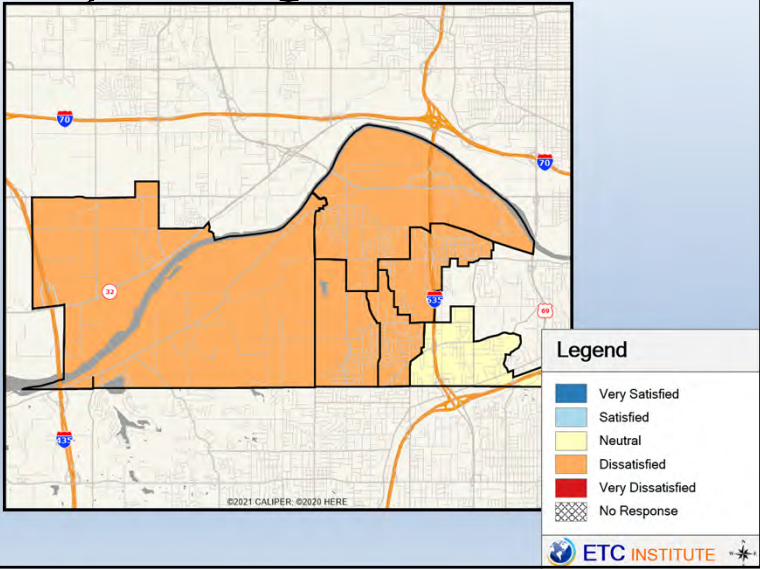 70
70
32
635
69
435
©2021 CALIPER; ©2020 HERE
Legend
Very Satisfied
Satisfied
Neutral
Dissatisfied
Very Dissatisfied
No Response
ETC INSTITUTE